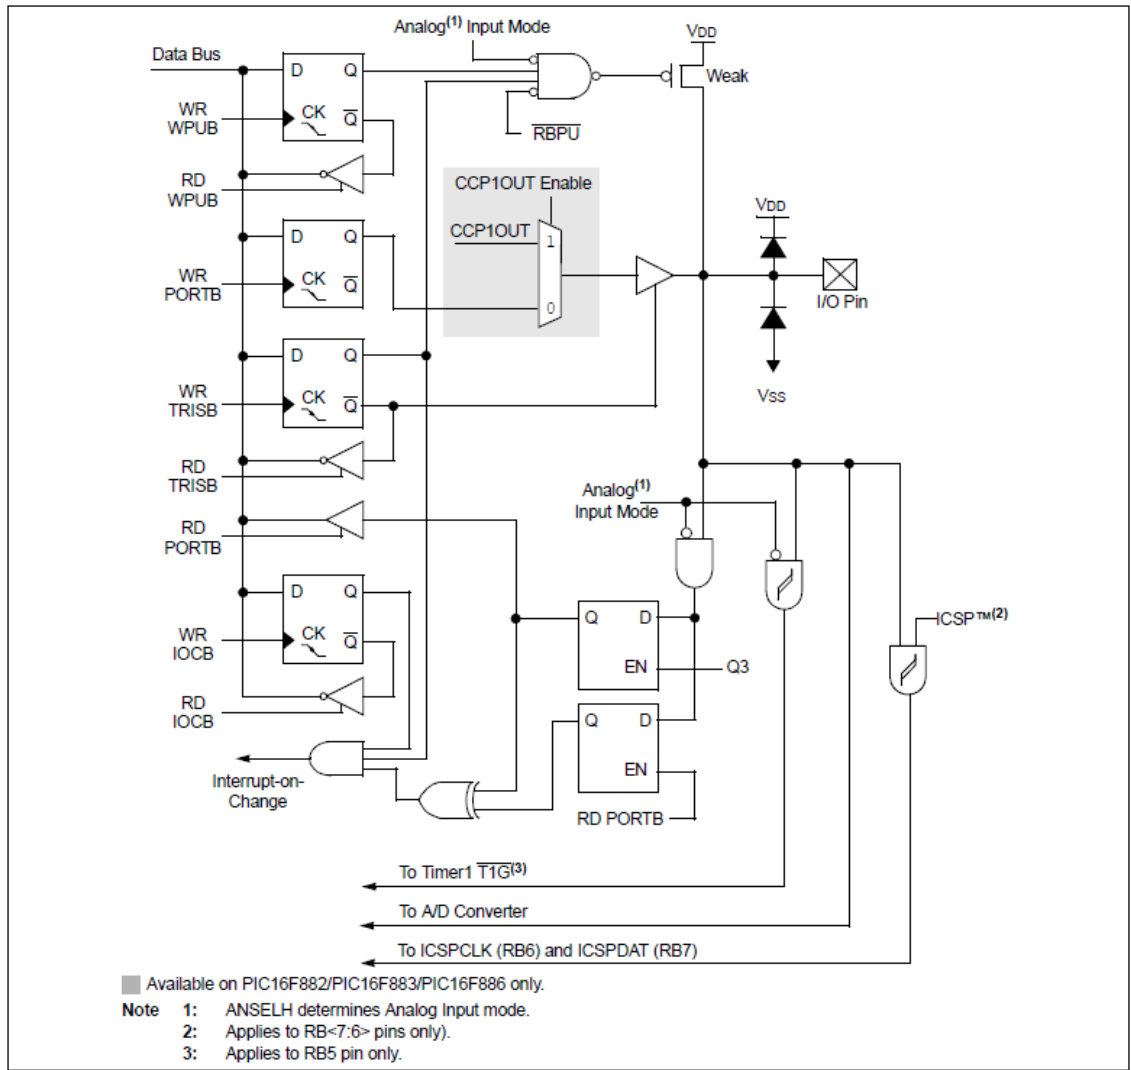 Analog(1) Input Mode
VDD
Data Bus
D Q
Weak
WR
WPUB
CK Q
RBPU
RD
WPUB
CCP1OUT Enable
VDD
CCP1OUT
D Q
1
WR
PORTB
CK Q
I/O Pin
0
D Q
WR
TRISB
CK Q
VSS
RD
TRISB
Analog(1)
Input Mode
RD
PORTB
D Q
Q D
ICSP™(2)
WR
IOCB
CK Q
EN
Q3
RD
IOCB
Q D
EN
Interrupt-on-
Change
RD PORTB
To Timer1 T1G(3)
To A/D Converter
To ICSPCLK (RB6) and ICSPDAT (RB7)
Available on PIC16F882/PIC16F883/PIC16F886 only.
Note 1: ANSELH determines Analog Input mode.
2: Applies to RB<7:6> pins only).
3: Applies to RB5 pin only.